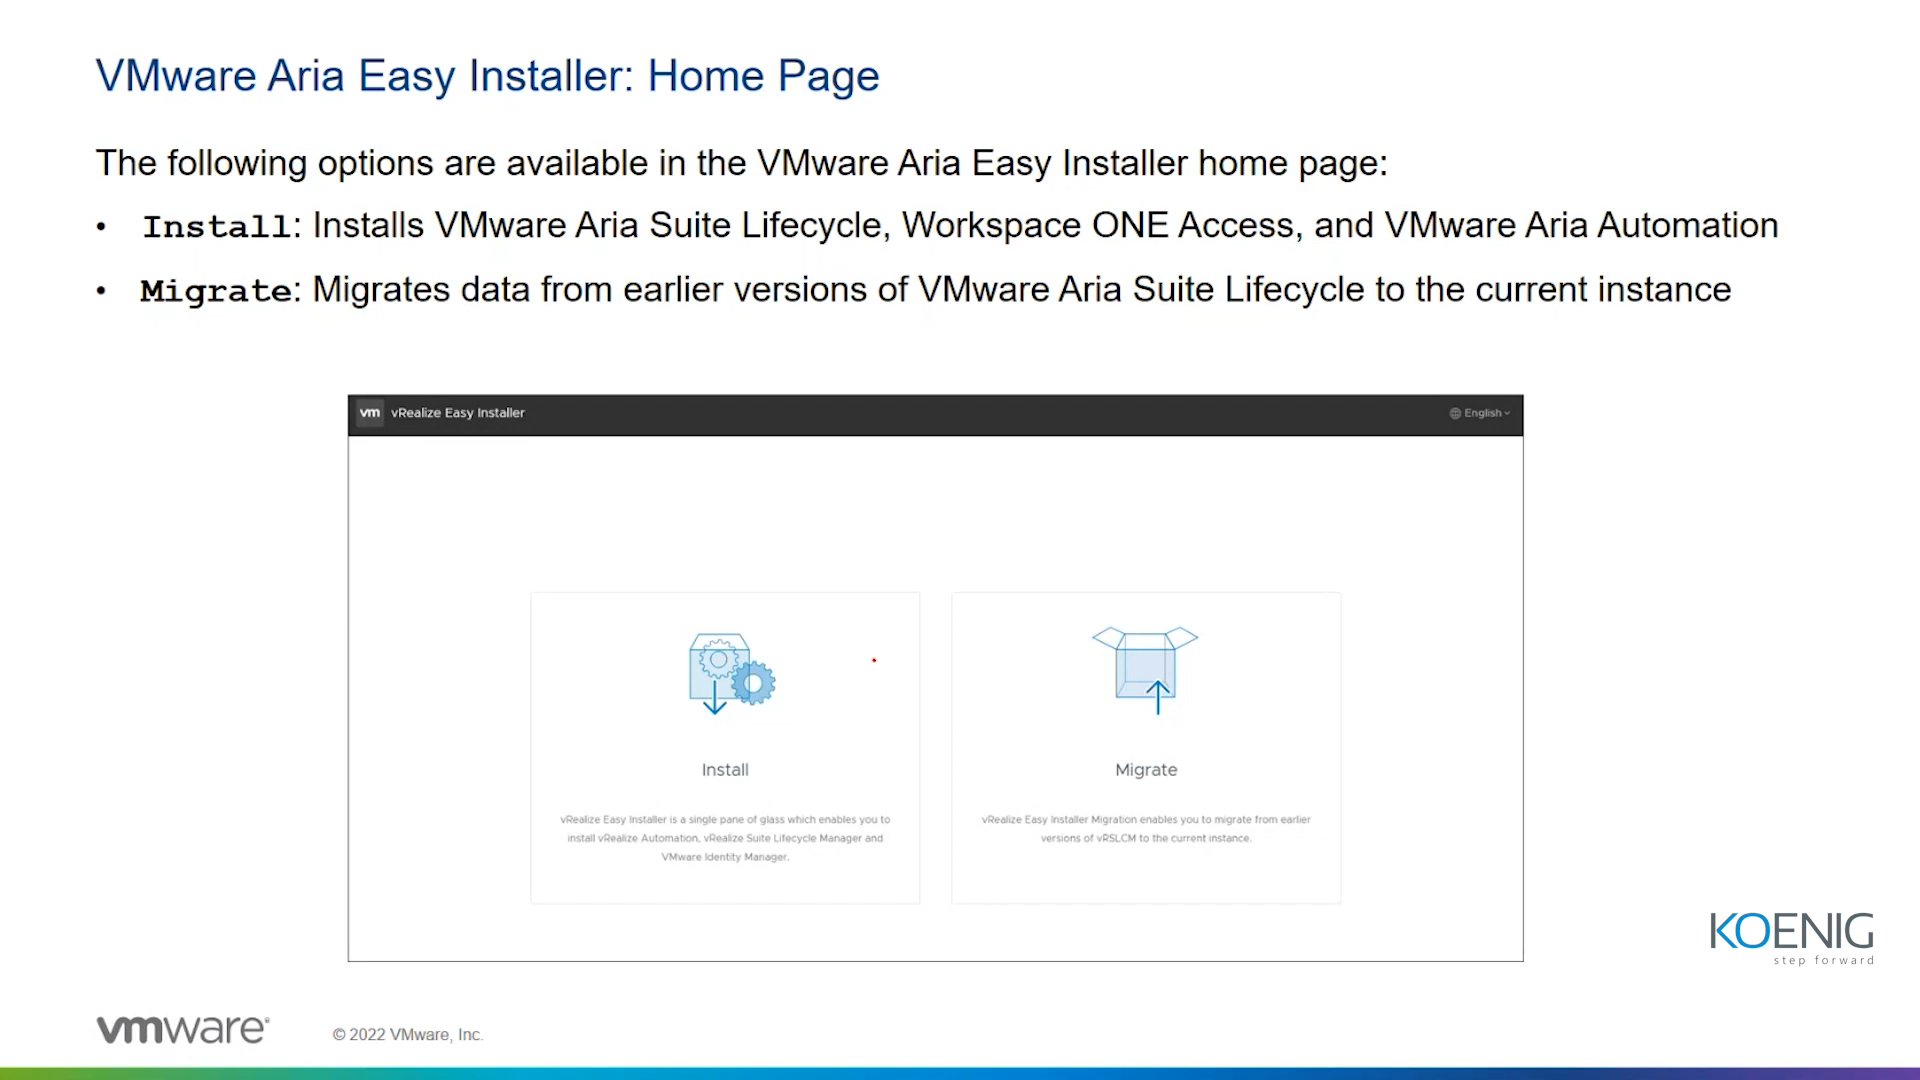 VMware Aria Easy Installer: Home Page
The following options are available in the VMware Aria Easy Installer home page:
• Install: Installs VMware Aria Suite Lifecycle, Workspace ONE Access, and VMware Aria Automation
• Migrate: Migrates data from earlier versions of VMware Aria Suite Lifecycle to the current instance
vm vRealize Easy Installer English
Install
vRealize Easy Installer is a single pane of glass which enables you to
install vRealize Automation, vRealize Suite Lifecycle Manager and
VMware Identity Manager.
Migrate
vRealize Easy Installer Migration enables you to migrate from earlier
versions of vRSLCM to the current instance.
KOENIG
step forward
vmware®
© 2022 VMware, Inc.